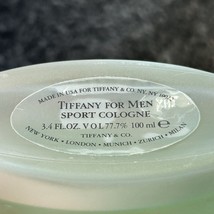 MADE IN USA FOR TIFFANY & CO. NY, NY
TIFFANY FOR MEN
SPORT COLOGNE
3.4 FL.OZ. VOL 77.7% 100 ml ℮
TIFFANY & CO.
NEW YORK • LONDON • MUNICH • ZURICH • MILAN